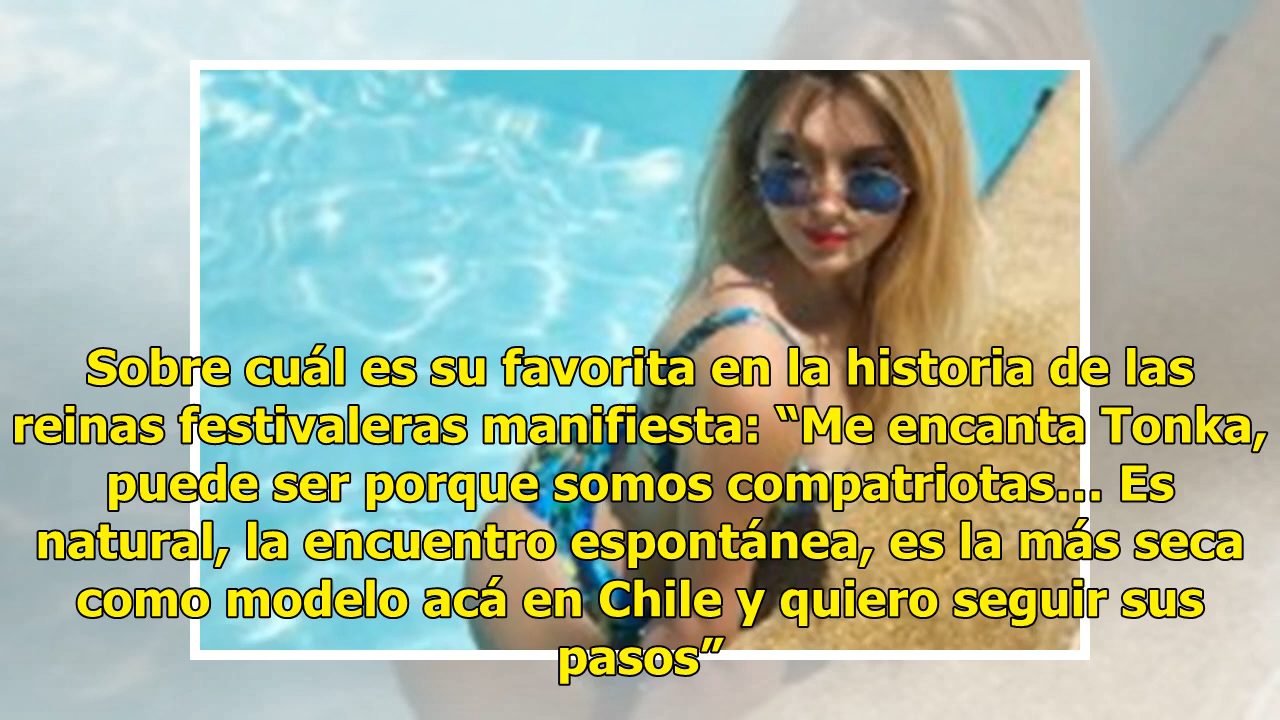 Sobre cuál es su favorita en la historia de las
reinas festivaleras manifiesta: “Me encanta Tonka,
puede ser porque somos compatriotas... Es
natural, la encuentro espontánea, es la más seca
como modelo acá en Chile y quiero seguir sus
pasos”